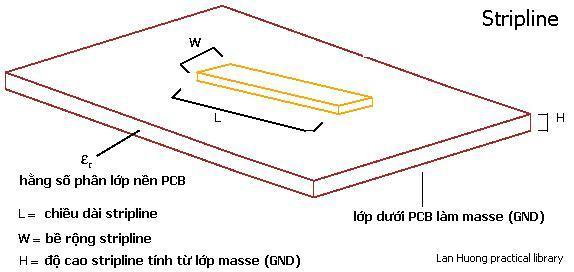 Stripline
W
L
H
εr
hằng số phân lớp nền PCB
L = chiều dài stripline
W = bề rộng stripline
H = độ cao stripline tính từ lớp masse (GND)
lớp dưới PCB làm masse (GND)
Lan Huong practical library